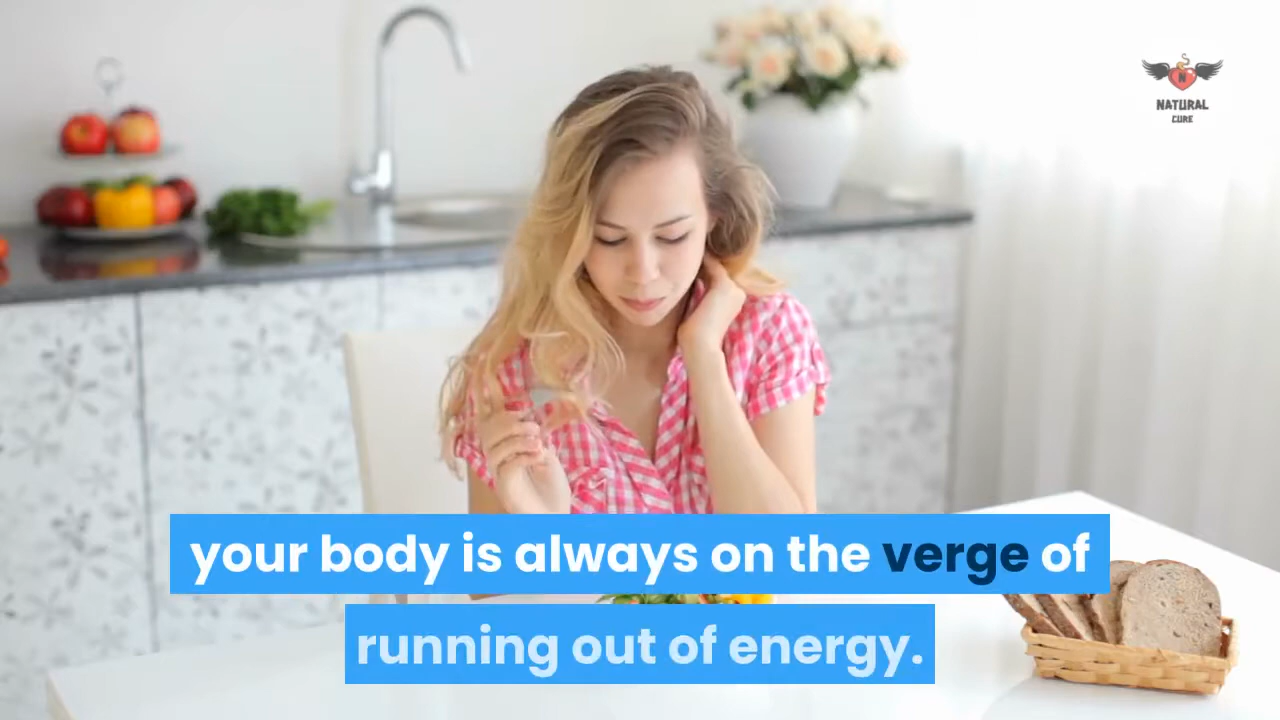 N
NATURAL
CURE
your body is always on the verge of
running out of energy.